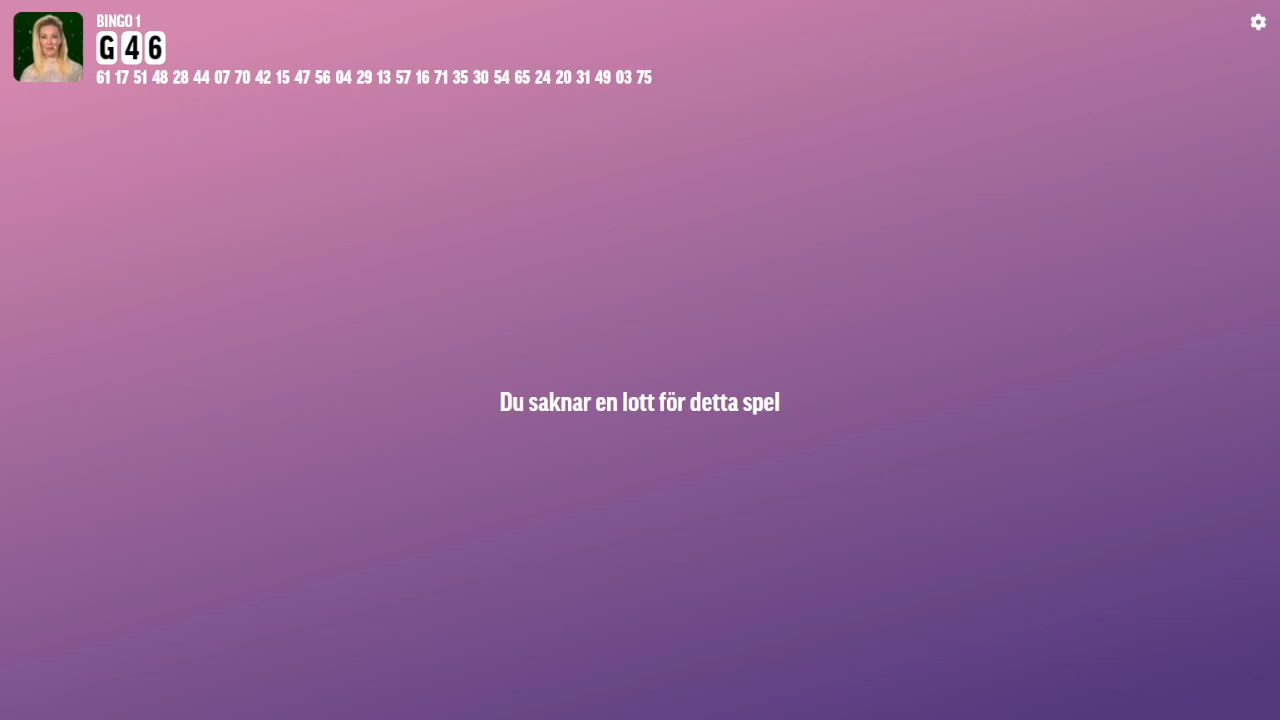 BINGO 1
G 4 6
61 17 51 48 28 44 07 70 42 15 47 56 04 29 13 57 16 71 35 30 54 65 24 20 31 49 03 75
Du saknar en lott för detta spel